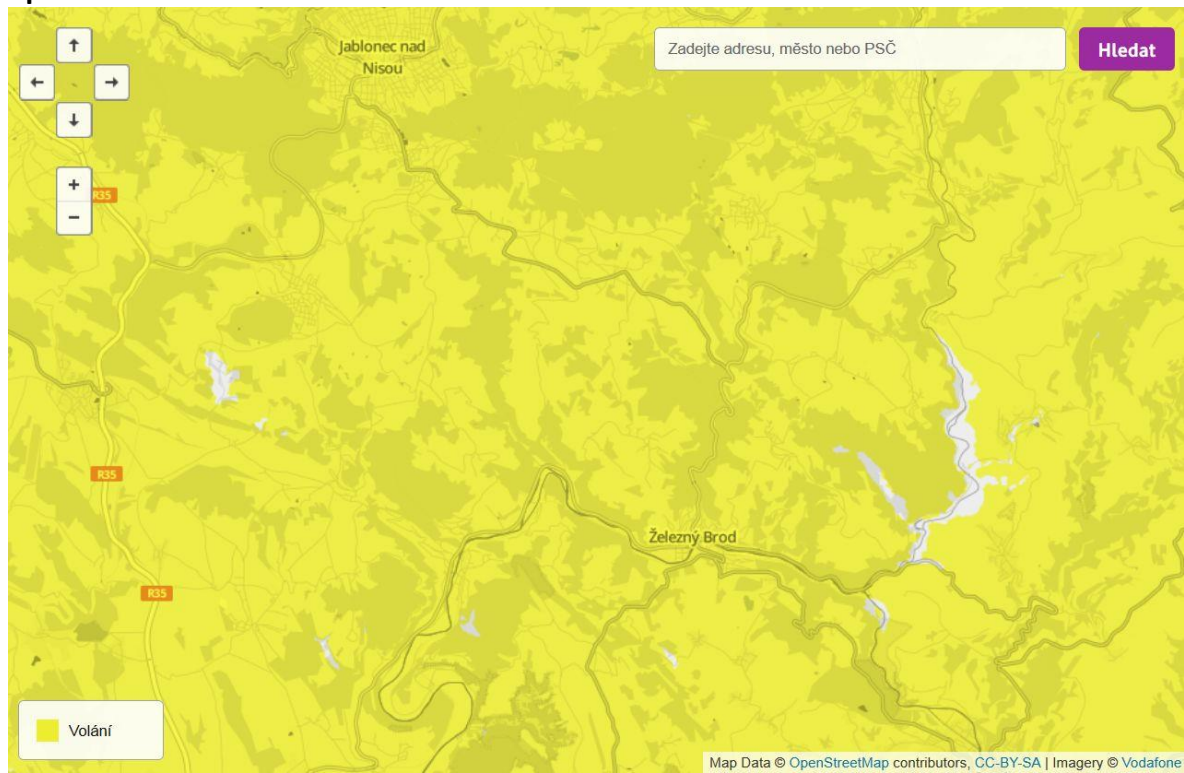 Jablonec nad
Nisou
Zadejte adresu, město nebo PSČ
Hledat
+
R35
−
R35
Železný Brod
R35
Volání
Map Data © OpenStreetMap contributors, CC-BY-SA | Imagery © Vodafone